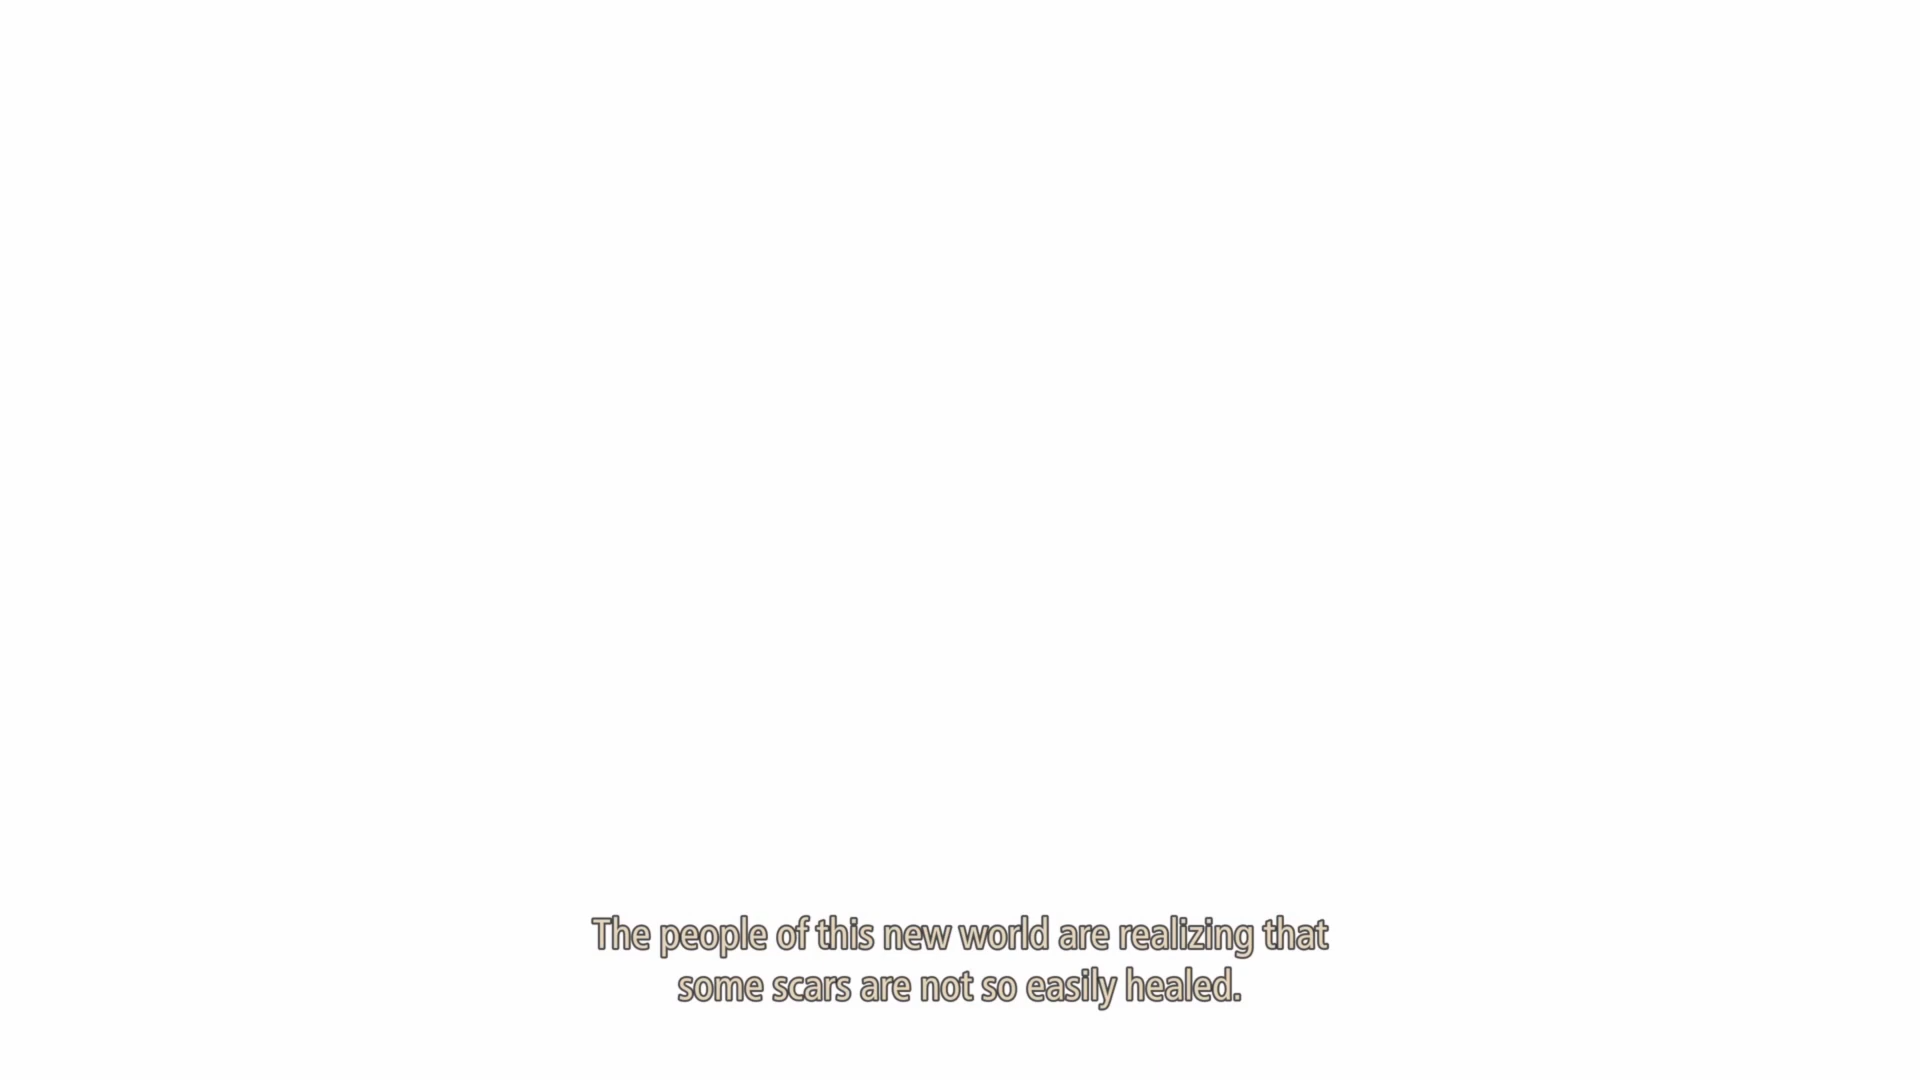 The people of this new world are realizing that
some scars are not so easily healed.